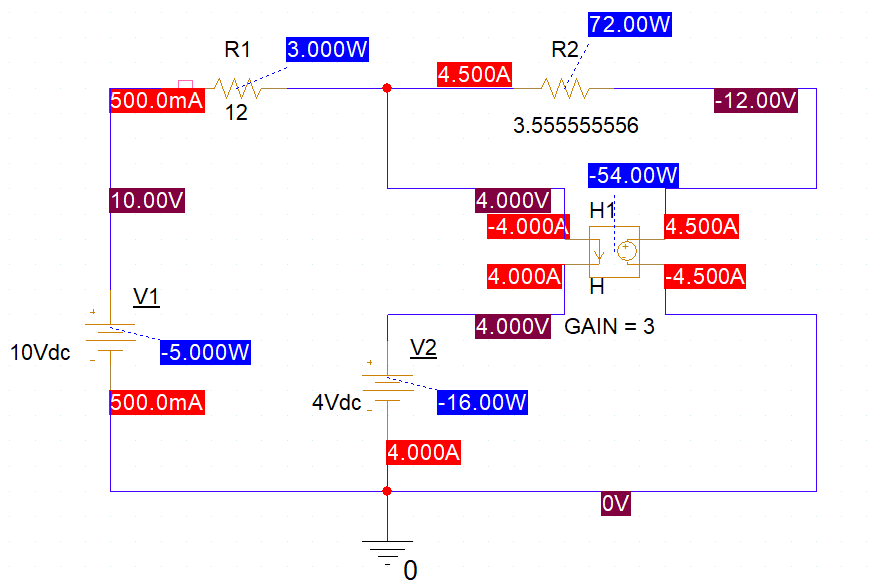 72.00W
R1
3.000W
R2
4.500A
500.0mA
-12.00V
12
3.555555556
-54.00W
10.00V
4.000V
H1
-4.000A
4.500A
4.000A
-4.500A
H
V1
4.000V
GAIN = 3
10Vdc
-5.000W
V2
4Vdc
-16.00W
500.0mA
4.000A
0V
0